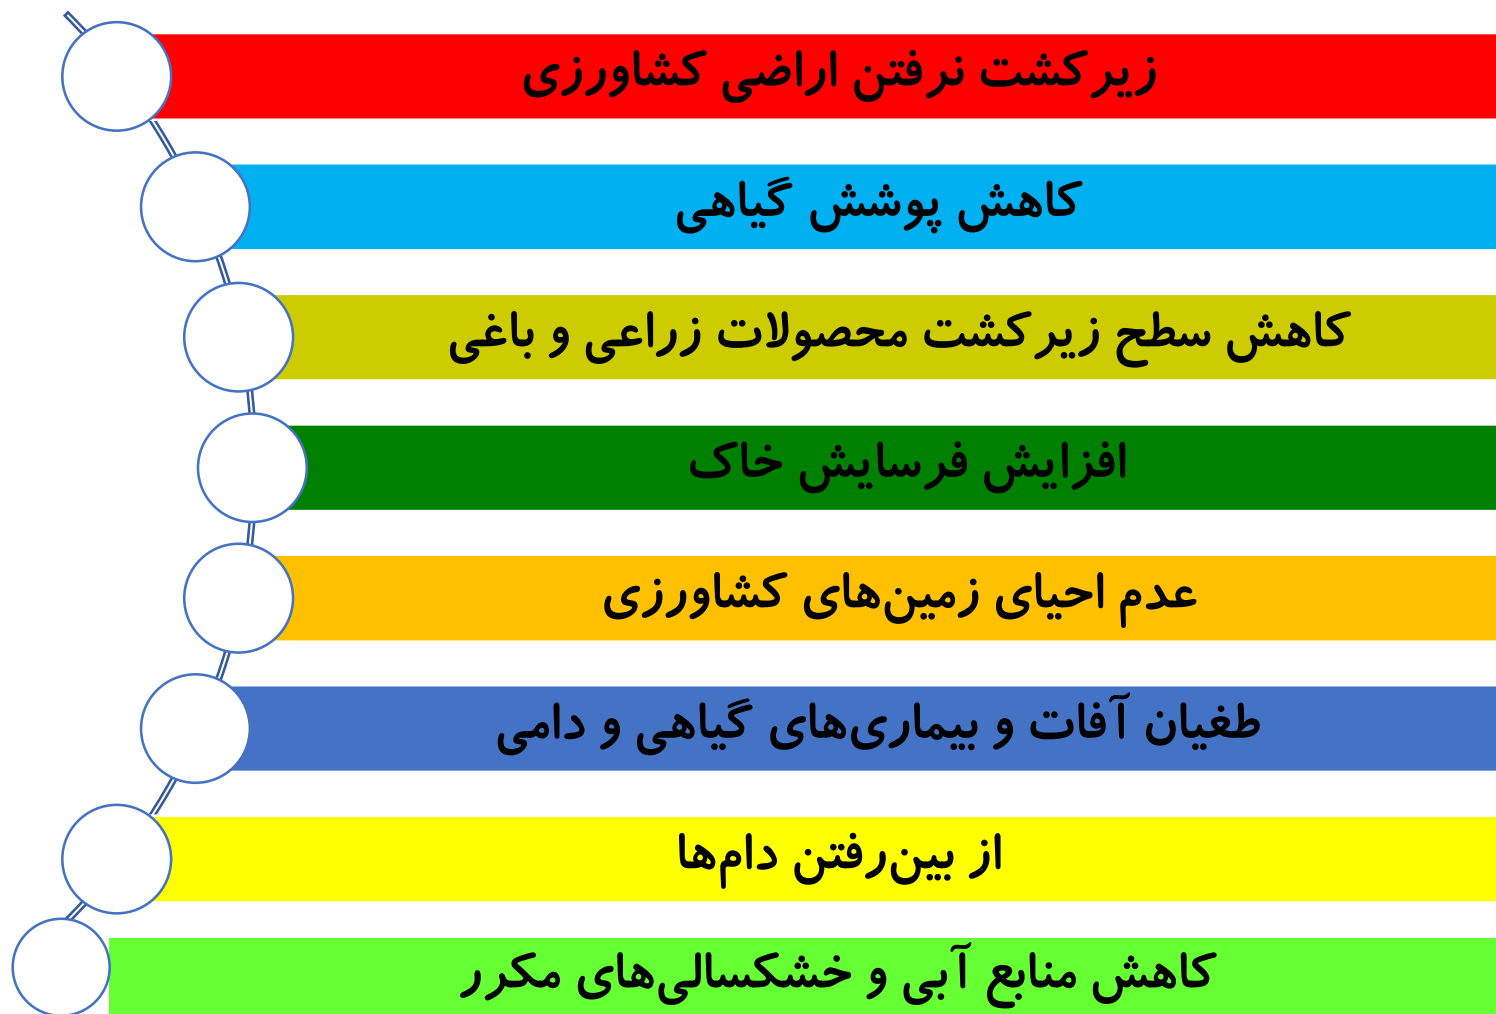 زیرکشت نرفتن اراضی کشاورزی
کاهش پوشش گیاهی
کاهش سطح زیرکشت محصولات زراعی و باغی
افزایش فرسایش خاک
عدم احیای زمین‌های کشاورزی
طغیان آفات و بیماری‌های گیاهی و دامی
از بین‌رفتن دام‌ها
کاهش منابع آبی و خشکسالی‌های مکرر